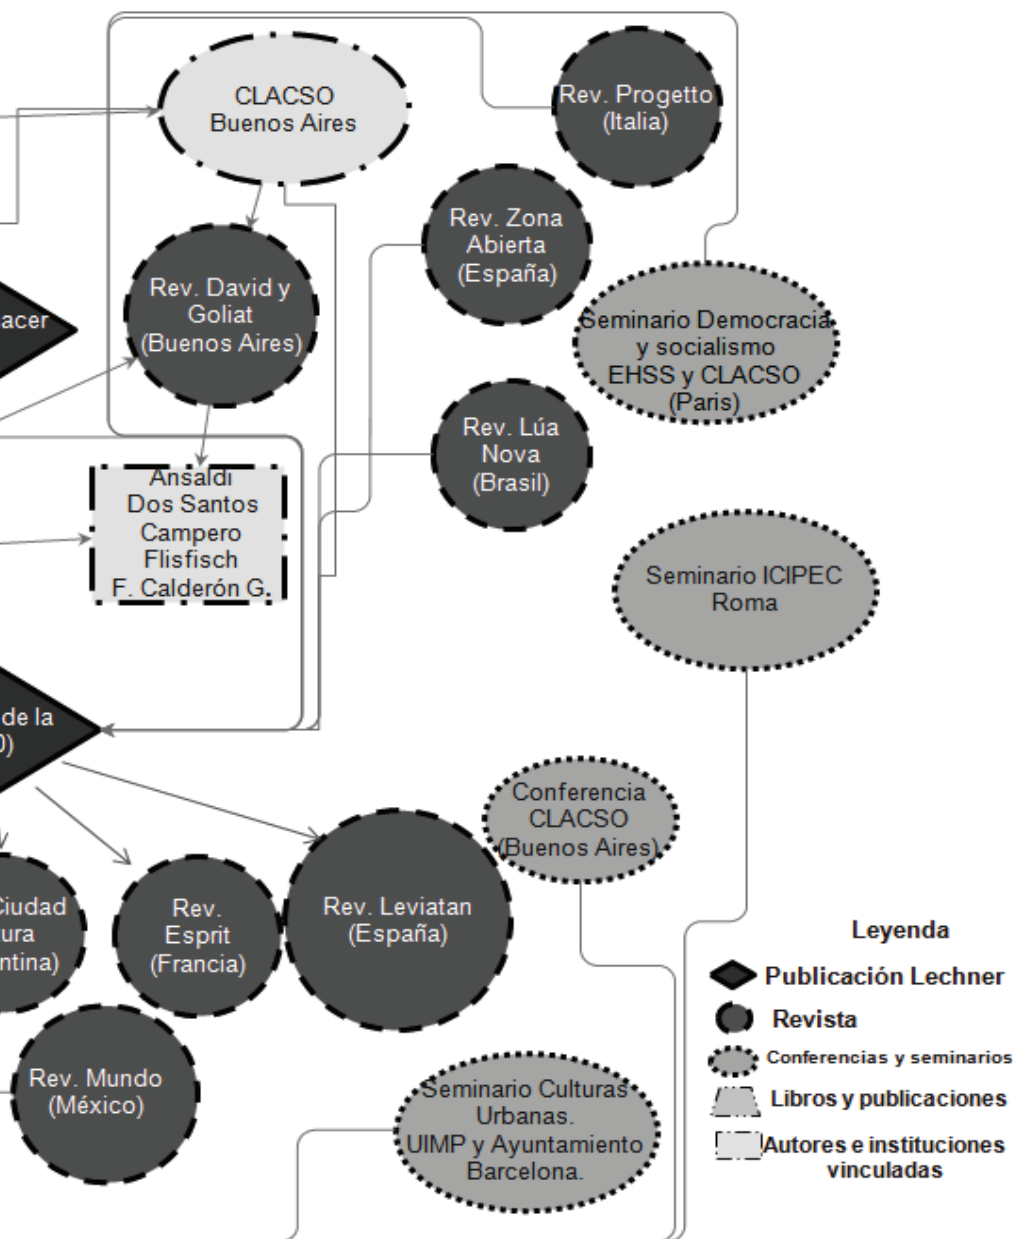 CLACSO
Buenos Aires
Rev. Progetto
(Italia)
Rev. Zona
Abierta
(España)
Rev. David y
Goliat
(Buenos Aires)
acer
Seminario Democracia
y socialismo
EHSS y CLACSO
(Paris)
Rev. Lúa
Nova
(Brasil)
Ansaldi
Dos Santos
Campero
Flisfisch
F. Calderón G.
Seminario ICIPEC
Roma
de la
0)
Conferencia
CLACSO
(Buenos Aires)
Ciudad
tura
ntina)
Rev.
Esprit
(Francia)
Rev. Leviatan
(España)
Rev. Mundo
(México)
Seminario Culturas
Urbanas.
UIMP y Ayuntamiento
Barcelona.
Leyenda
Publicación Lechner
Revista
Conferencias y seminarios
Libros y publicaciones
Autores e instituciones
vinculadas